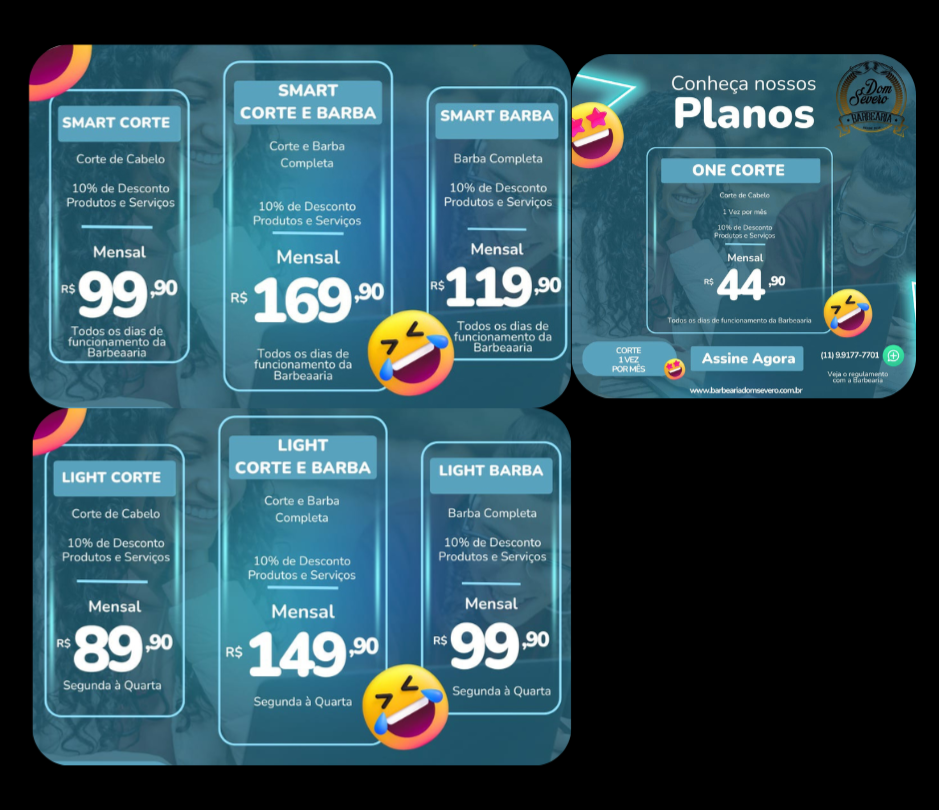 SMART CORTE
Corte de Cabelo
10% de Desconto
Produtos e Serviços
Mensal
R$ 99,90
Todos os dias de
funcionamento da
Barbeaaria
SMART
CORTE E BARBA
Corte e Barba
Completa
10% de Desconto
Produtos e Serviços
Mensal
R$ 169,90
Todos os dias de
funcionamento da
Barbeaaria
SMART BARBA
Barba Completa
10% de Desconto
Produtos e Serviços
Mensal
R$ 119,90
Todos os dias de
funcionamento da
Barbeaaria
Conheça nossos
Planos
Dom
Severo
BARBEARIA
ONE CORTE
Corte de Cabelo
1 Vez por mês
10% de Desconto
Produtos e Serviços
Mensal
R$ 44,90
Todos os dias de funcionamento da Barbearia
CORTE
1 VEZ
POR MÊS
Assine Agora
(11) 9.9177-7701
Veja o regulamento
com a Barbearia
www.barbeariadomsevero.com.br
LIGHT CORTE
Corte de Cabelo
10% de Desconto
Produtos e Serviços
Mensal
R$ 89,90
Segunda à Quarta
LIGHT
CORTE E BARBA
Corte e Barba
Completa
10% de Desconto
Produtos e Serviços
Mensal
R$ 149,90
Segunda à Quarta
LIGHT BARBA
Barba Completa
10% de Desconto
Produtos e Serviços
Mensal
R$ 99,90
Segunda à Quarta